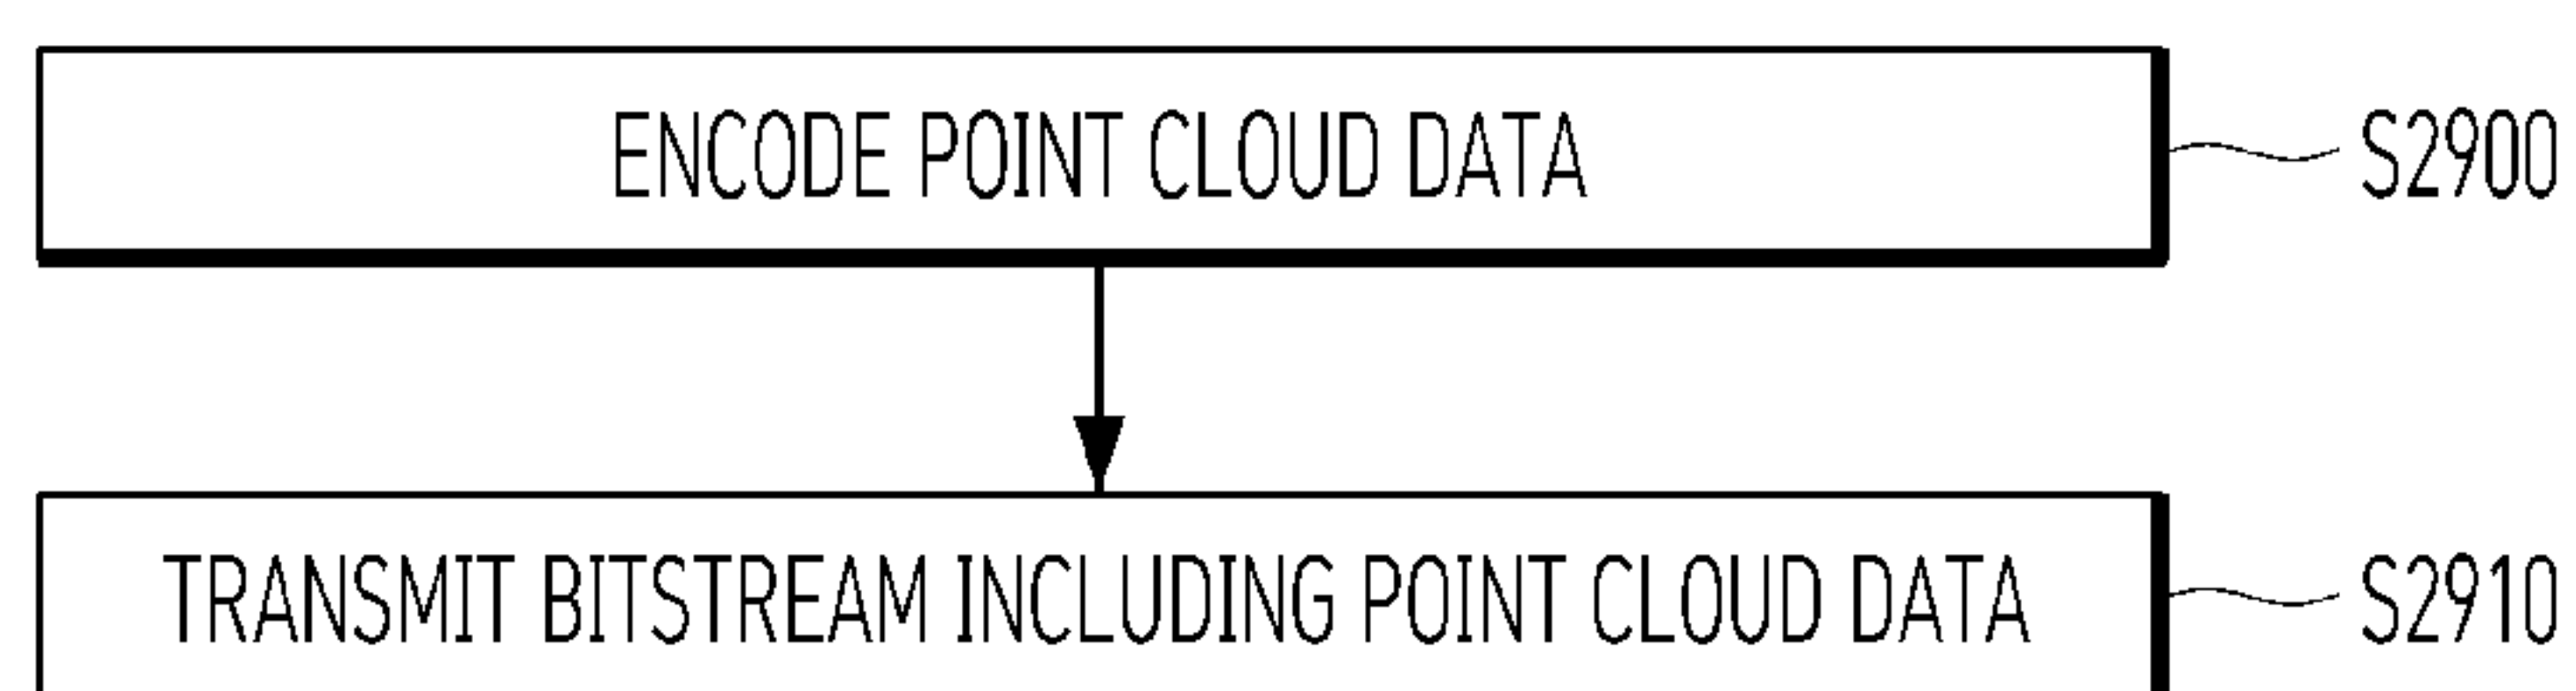 ENCODE POINT CLOUD DATA S2900
TRANSMIT BITSTREAM INCLUDING POINT CLOUD DATA S2910